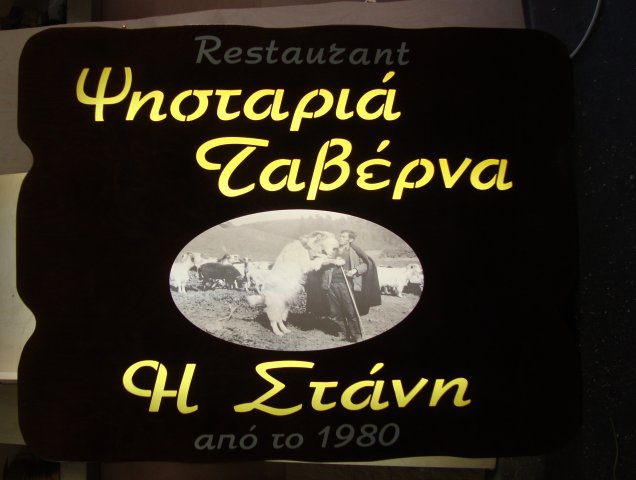 Restaurant
Ψησταριά
Ταβέρνα
Η Στάνη
από το 1980